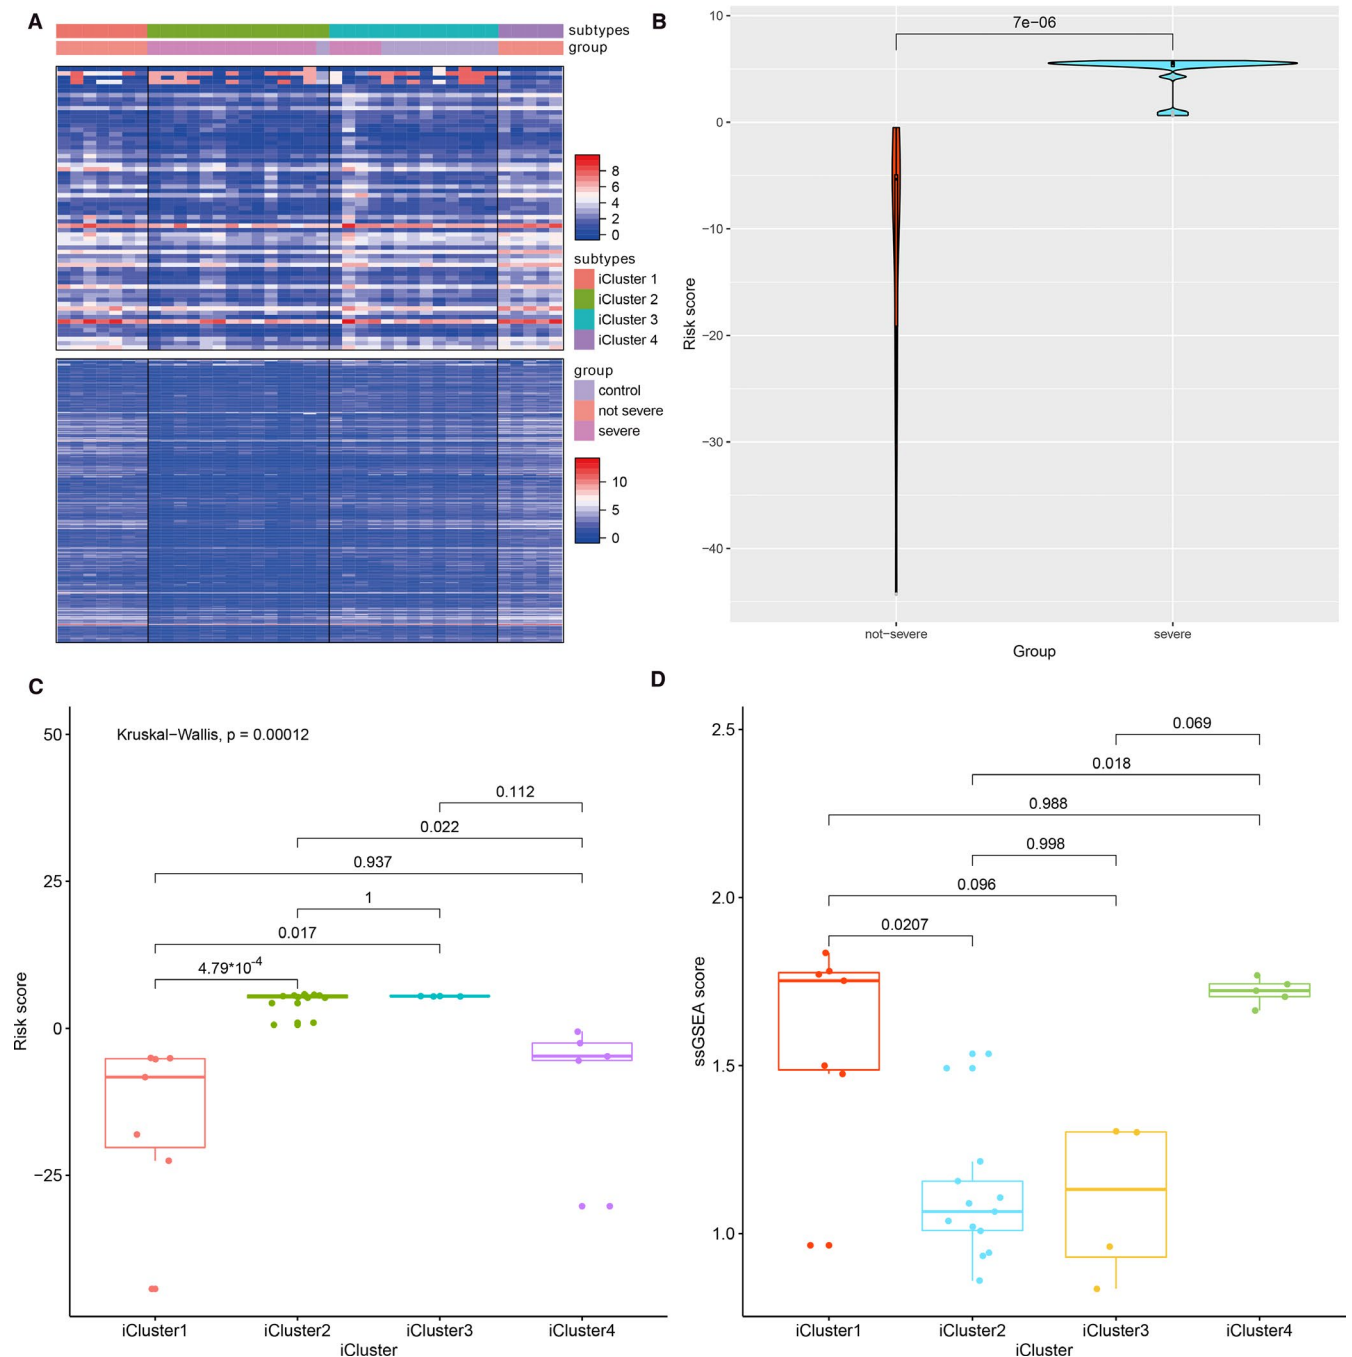 A
subtypes
group
8
6
4
2
0
subtypes
iCluster 1
iCluster 2
iCluster 3
iCluster 4
group
control
not severe
severe
10
5
0
B
7e−06
10
0
−10
−20
−30
−40
Risk score
not−severe
severe
Group
C
Kruskal−Wallis, p = 0.00012
50
25
0
−25
Risk score
0.112
0.022
0.937
1
0.017
4.79*10-4
iCluster1
iCluster2
iCluster3
iCluster4
iCluster
D
2.5
2.0
1.5
1.0
ssGSEA score
0.069
0.018
0.988
0.998
0.096
0.0207
iCluster1
iCluster2
iCluster3
iCluster4
iCluster